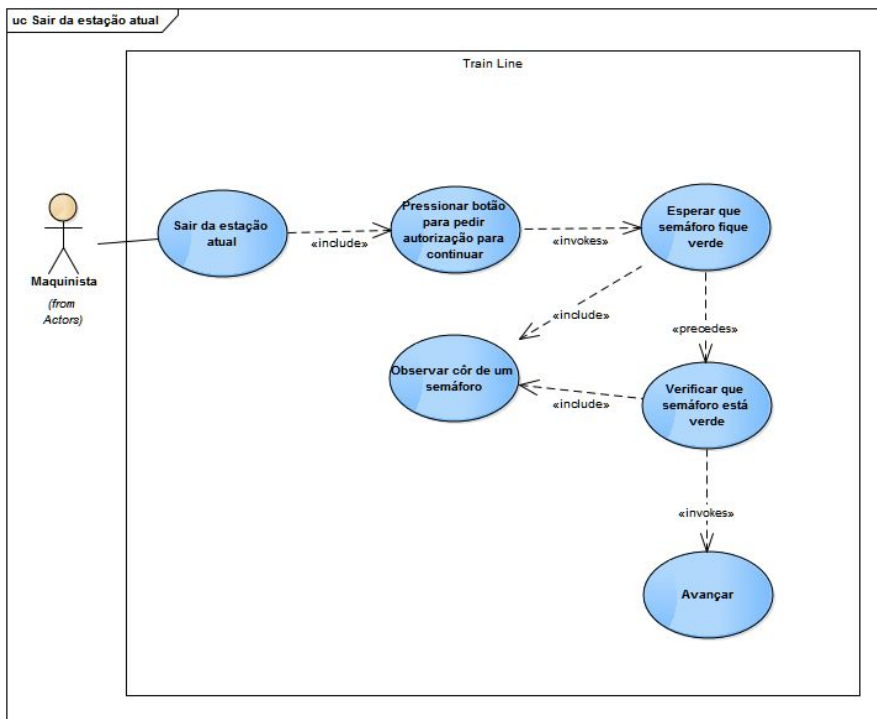 uc Sair da estação atual
Train Line
Maquinista
(from
Actors)
Sair da estação
atual
«include»
Pressionar botão
para pedir
autorização para
continuar
«invokes»
Esperar que
semáforo fique
verde
«include»
«precedes»
Observar côr de um
semáforo
«include»
Verificar que
semáforo está
verde
«invokes»
Avançar